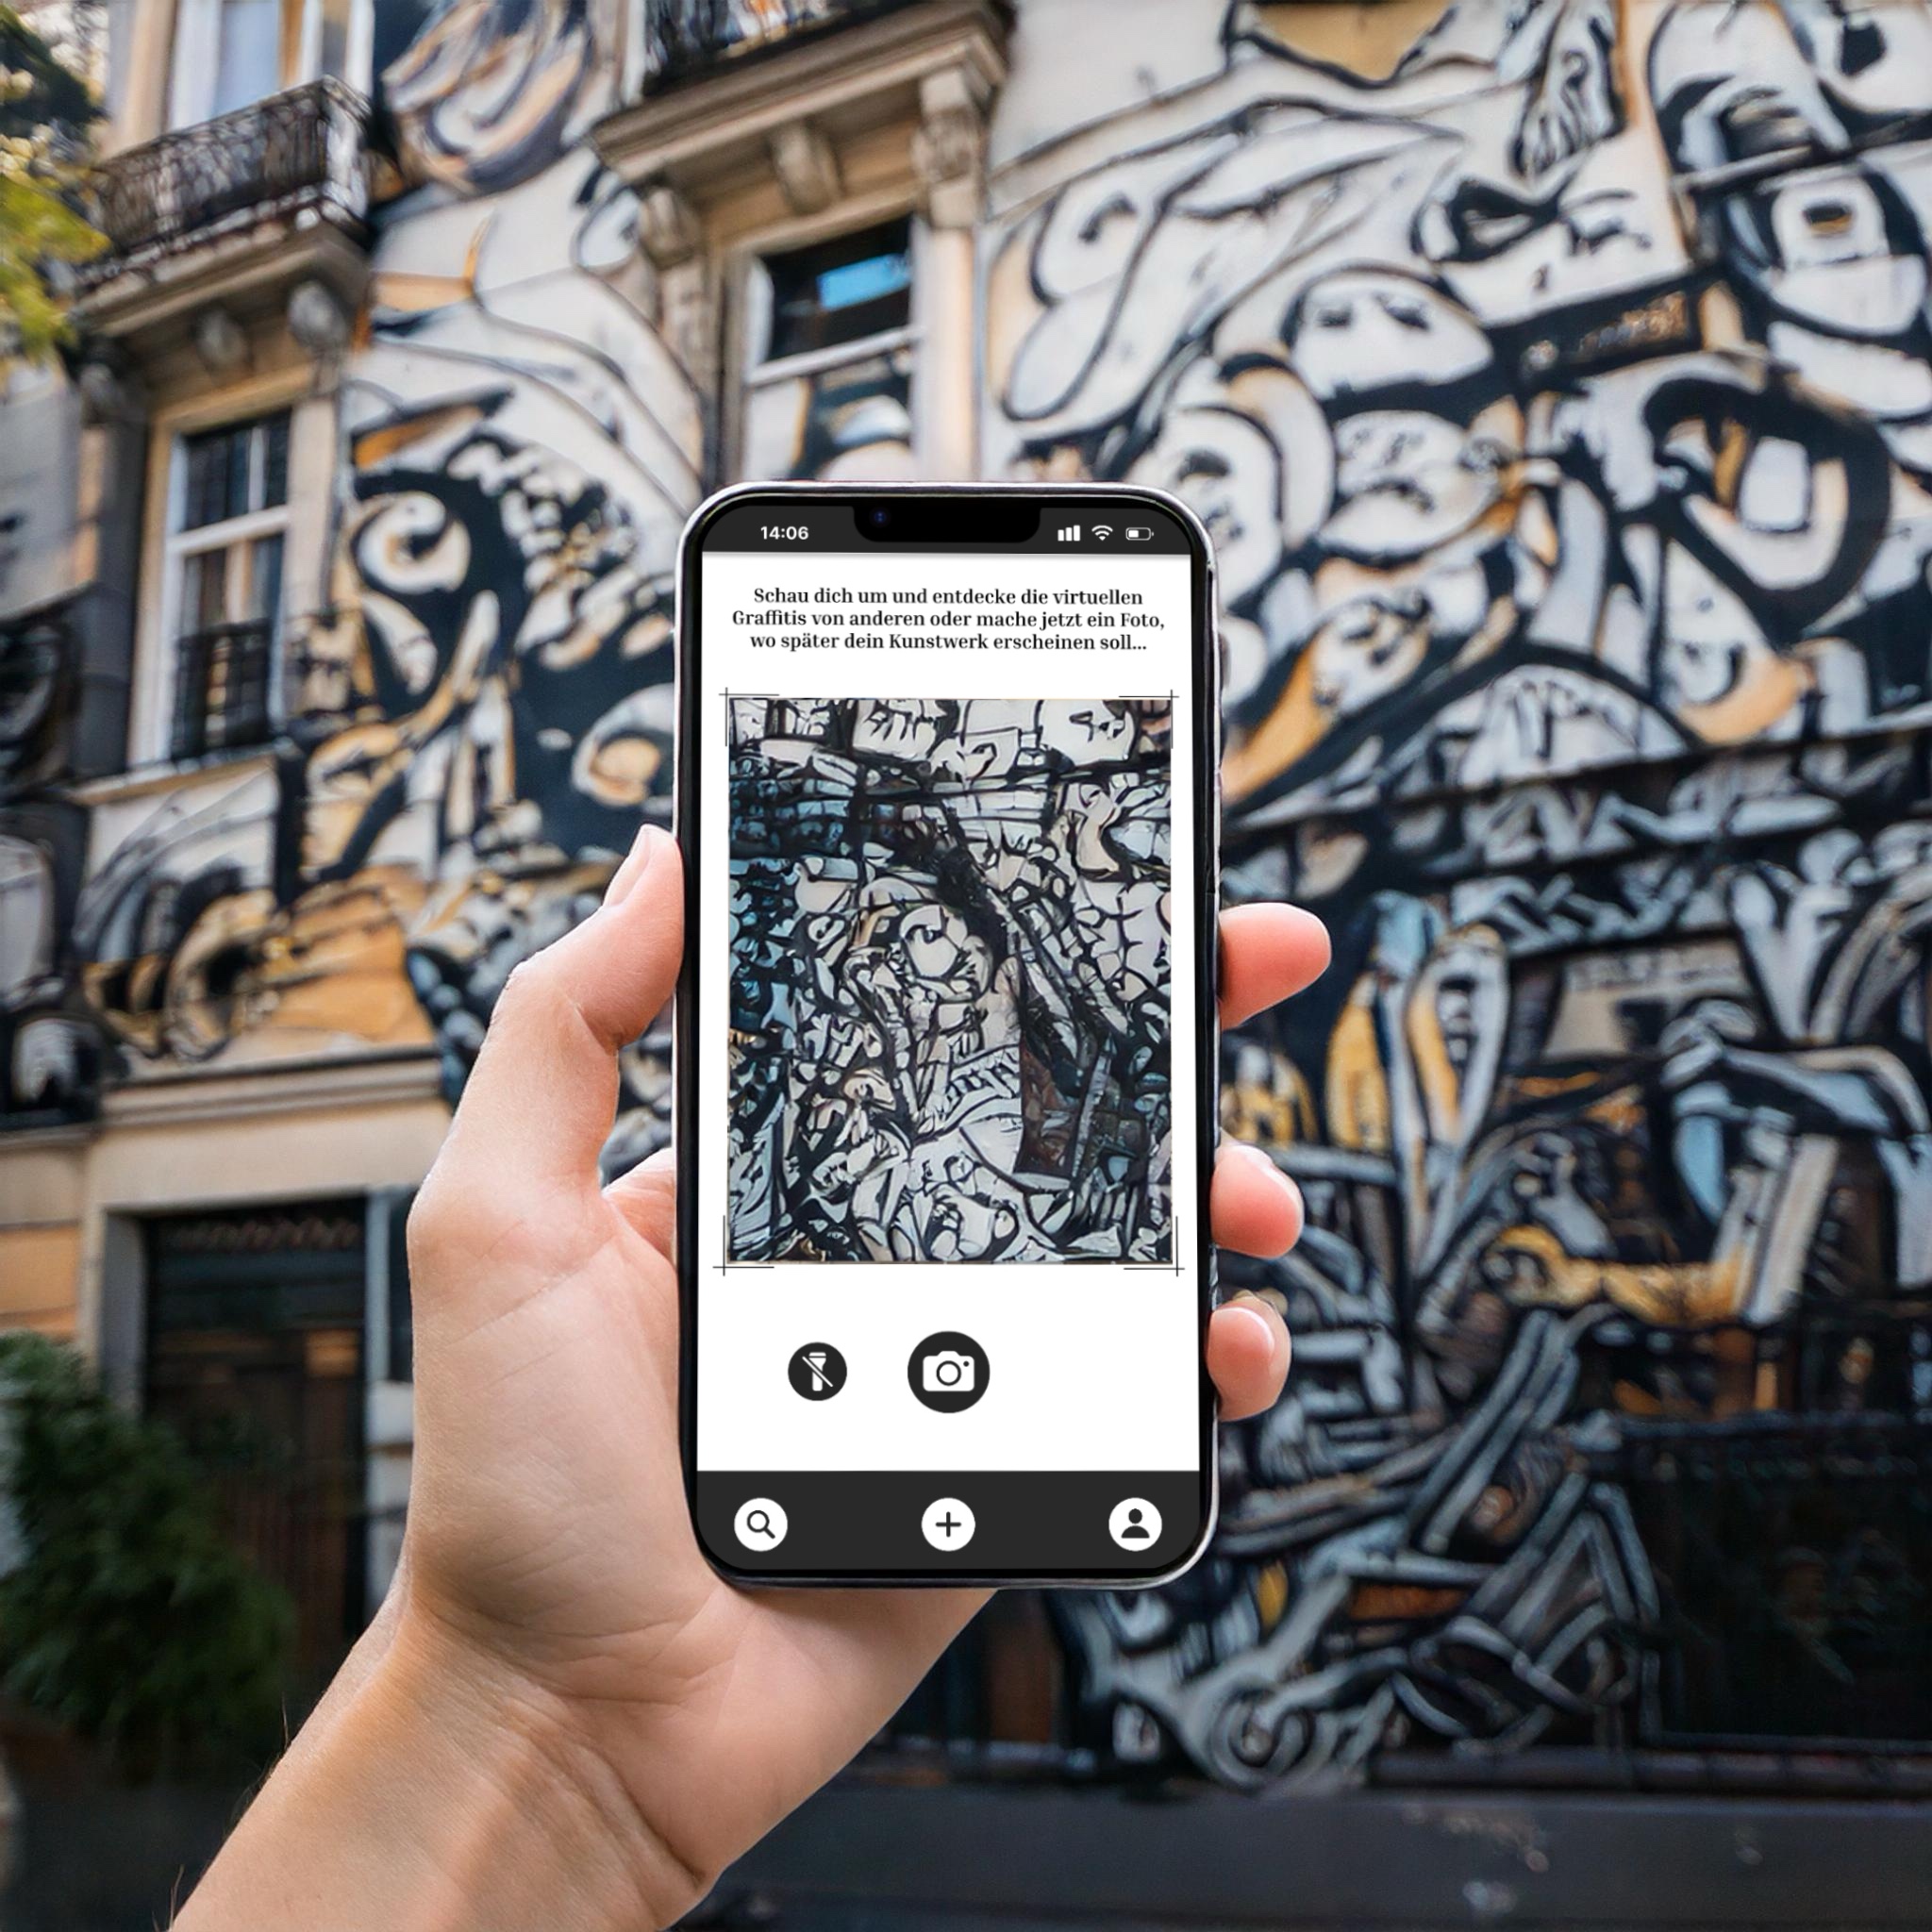 14:06
Schau dich um und entdecke die virtuellen
Graffitis von anderen oder mache jetzt ein Foto,
wo später dein Kunstwerk erscheinen soll...